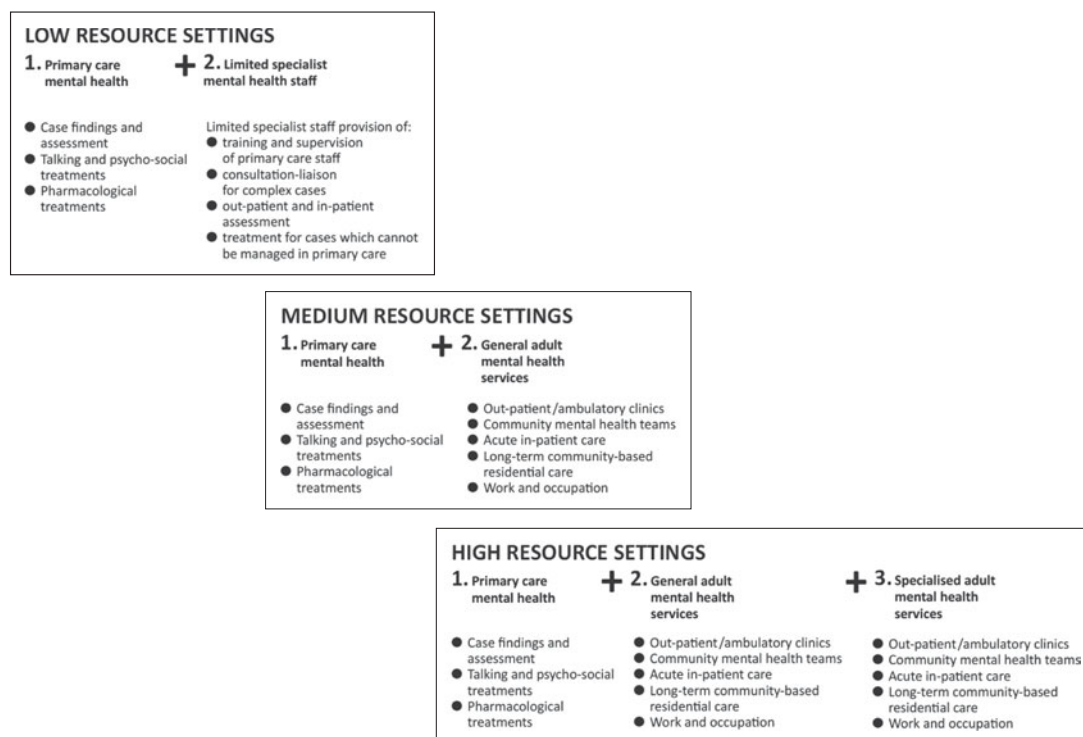 LOW RESOURCE SETTINGS
1. Primary care
mental health
+
2. Limited specialist
mental health staff
● Case findings and
assessment
● Talking and psycho-social
treatments
● Pharmacological
treatments
Limited specialist staff provision of:
● training and supervision
of primary care staff
● consultation-liaison
for complex cases
● out-patient and in-patient
assessment
● treatment for cases which cannot
be managed in primary care
MEDIUM RESOURCE SETTINGS
1. Primary care
mental health
+
2. General adult
mental health
services
● Case findings and
assessment
● Talking and psycho-social
treatments
● Pharmacological
treatments
● Out-patient/ambulatory clinics
● Community mental health teams
● Acute in-patient care
● Long-term community-based
residential care
● Work and occupation
HIGH RESOURCE SETTINGS
1. Primary care
mental health
+
2. General adult
mental health
services
+
3. Specialised adult
mental health
services
● Case findings and
assessment
● Talking and psycho-social
treatments
● Pharmacological
treatments
● Out-patient/ambulatory clinics
● Community mental health teams
● Acute in-patient care
● Long-term community-based
residential care
● Work and occupation
● Out-patient/ambulatory clinics
● Community mental health teams
● Acute in-patient care
● Long-term community-based
residential care
● Work and occupation